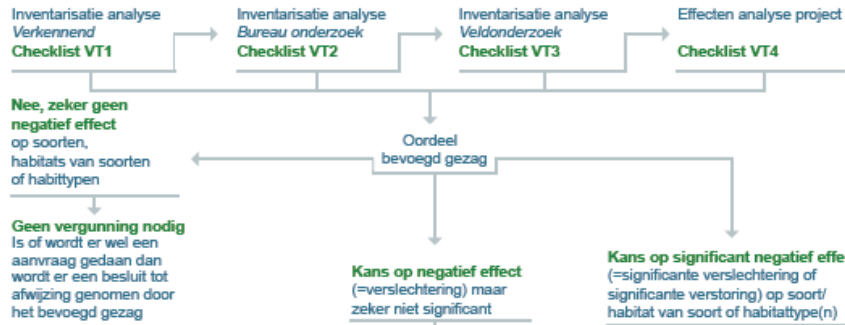 Inventarisatie analyse
Verkennend
Checklist VT1
Inventarisatie analyse
Bureau onderzoek
Checklist VT2
Inventarisatie analyse
Veldonderzoek
Checklist VT3
Effecten analyse project
Checklist VT4
Nee, zeker geen
negatief effect
op soorten,
habitats van soorten
of habittypen
Oordeel
bevoegd gezag
Geen vergunning nodig
Is of wordt er wel een
aanvraag gedaan dan
wordt er een besluit tot
afwijzing genomen door
het bevoegd gezag
Kans op negatief effect
(=verslechtering) maar
zeker niet significant
Kans op significant negatief effe
(=significante verslechtering of
significante verstoring) op soort/
habitat van soort of habitattype(n)